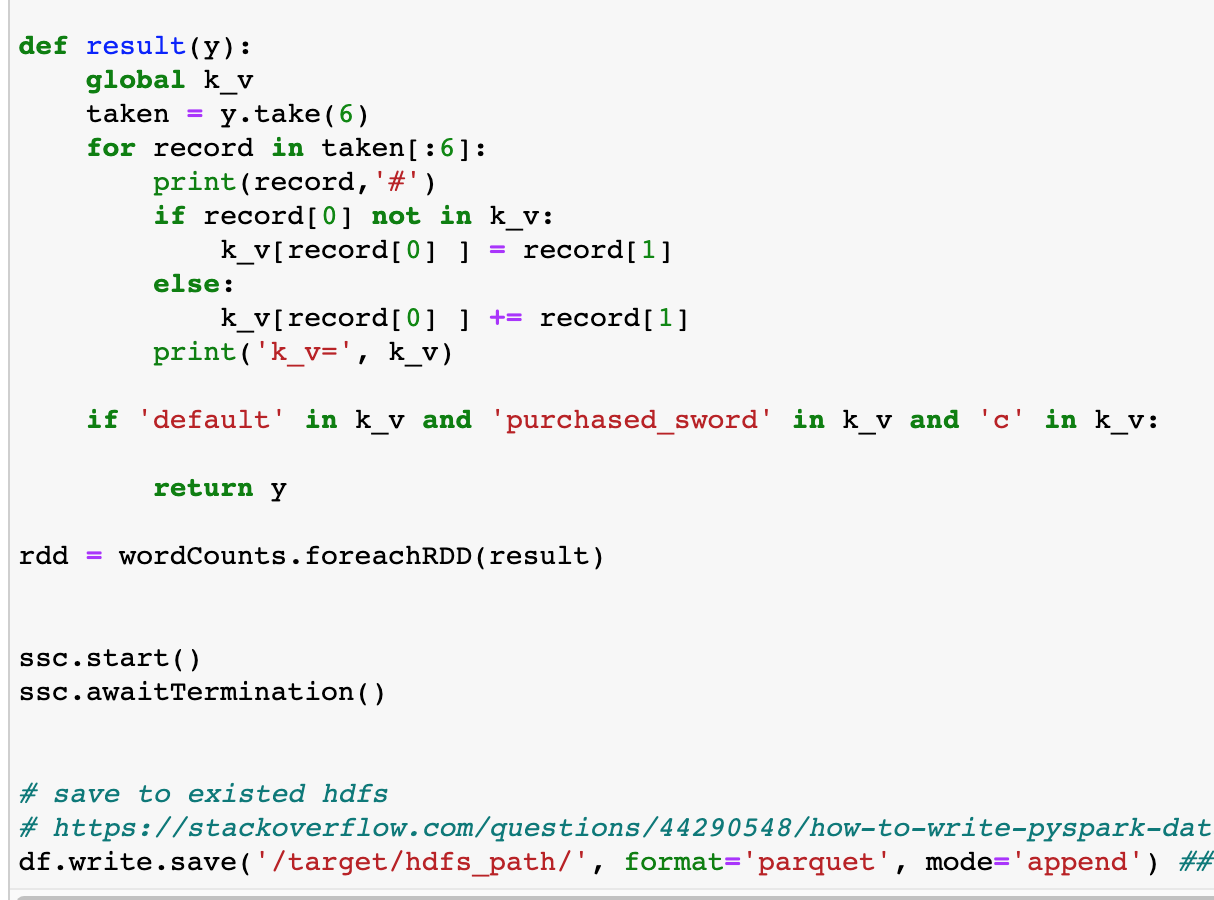 def result(y):
    global k_v
    taken = y.take(6)
    for record in taken[:6]:
        print(record,'#')
        if record[0] not in k_v:
            k_v[record[0] ] = record[1]
        else:
            k_v[record[0] ] += record[1]
        print('k_v=', k_v)
    if 'default' in k_v and 'purchased_sword' in k_v and 'c' in k_v:
        return y
rdd = wordCounts.foreachRDD(result)
ssc.start()
ssc.awaitTermination()
# save to existed hdfs
# https://stackoverflow.com/questions/44290548/how-to-write-pyspark-dat
df.write.save('/target/hdfs_path/', format='parquet', mode='append') ##